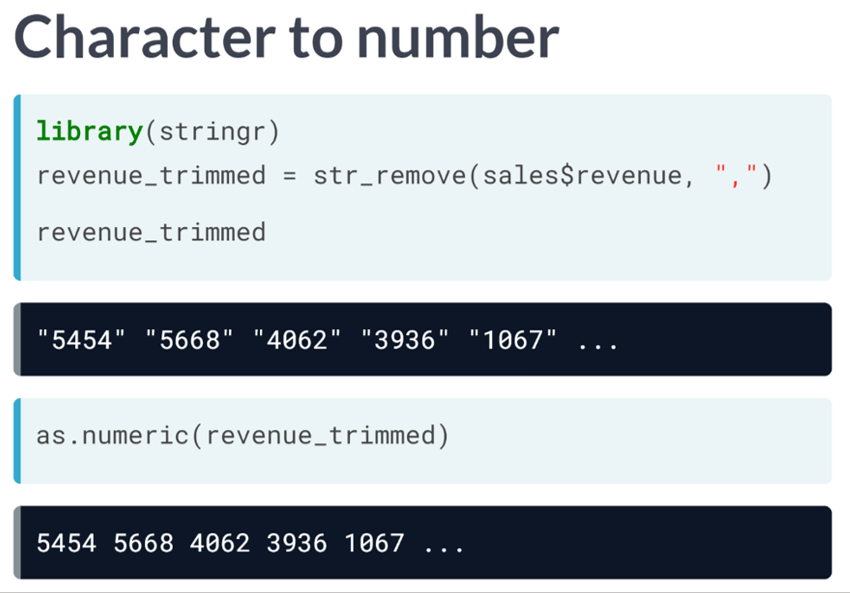 Character to number
library(stringr)
revenue_trimmed = str_remove(sales$revenue, ",")
revenue_trimmed
"5454" "5668" "4062" "3936" "1067" ...
as.numeric(revenue_trimmed)
5454 5668 4062 3936 1067 ...